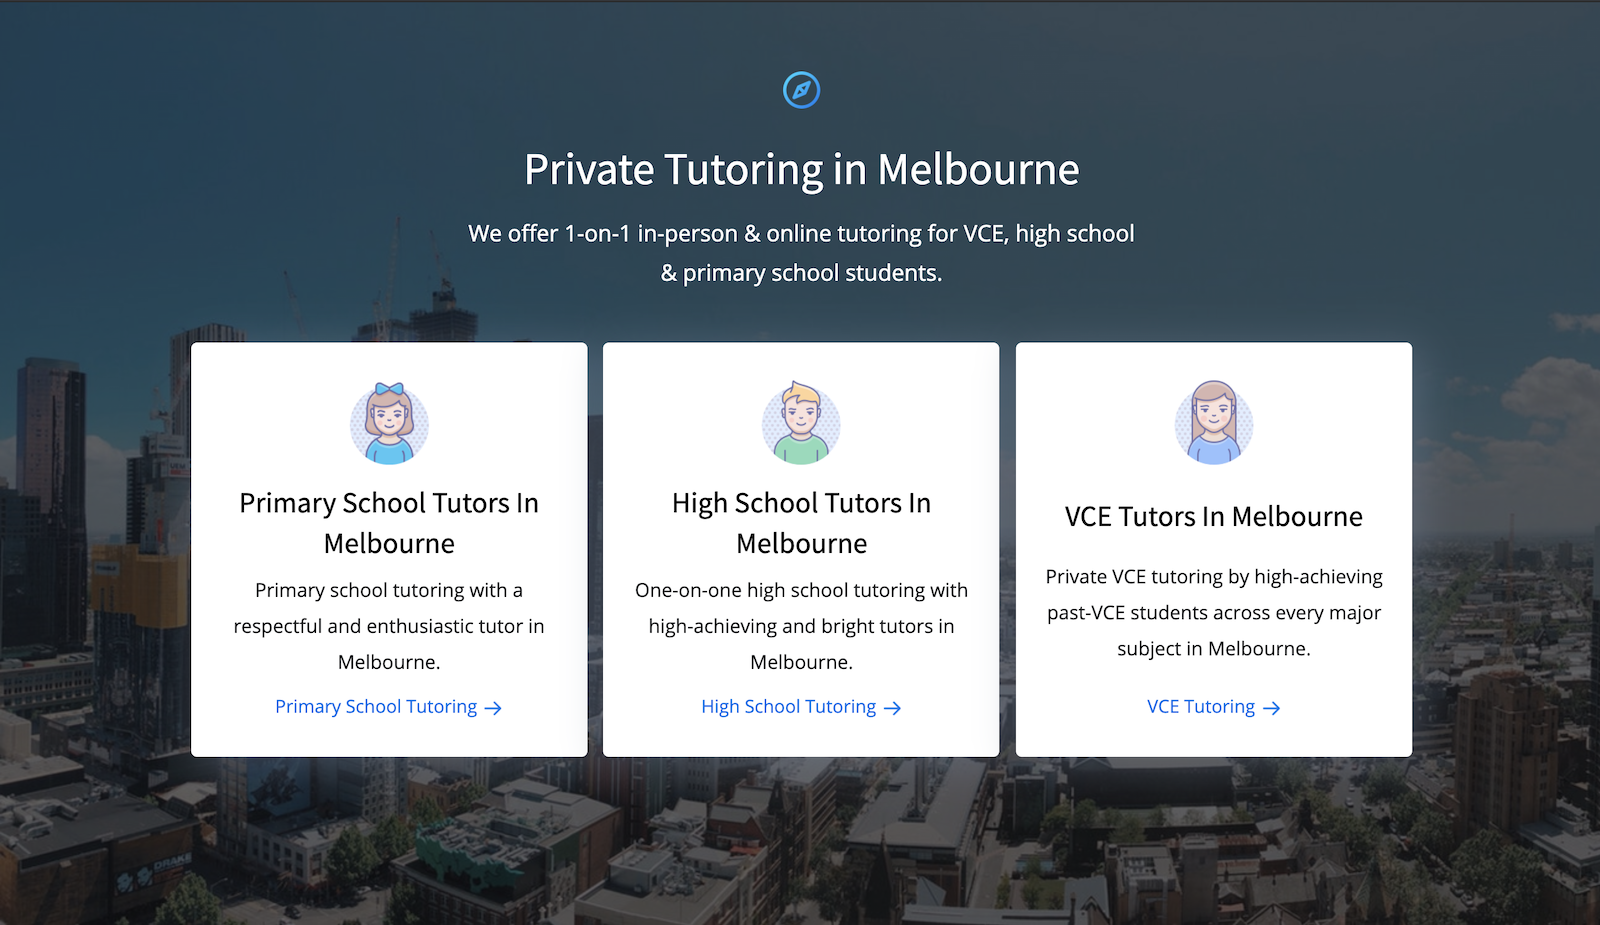 Private Tutoring in Melbourne
We offer 1-on-1 in-person & online tutoring for VCE, high school
& primary school students.
Primary School Tutors In
Melbourne
Primary school tutoring with a
respectful and enthusiastic tutor in
Melbourne.
Primary School Tutoring →
High School Tutors In
Melbourne
One-on-one high school tutoring with
high-achieving and bright tutors in
Melbourne.
High School Tutoring →
VCE Tutors In Melbourne
Private VCE tutoring by high-achieving
past-VCE students across every major
subject in Melbourne.
VCE Tutoring →
DRAKE